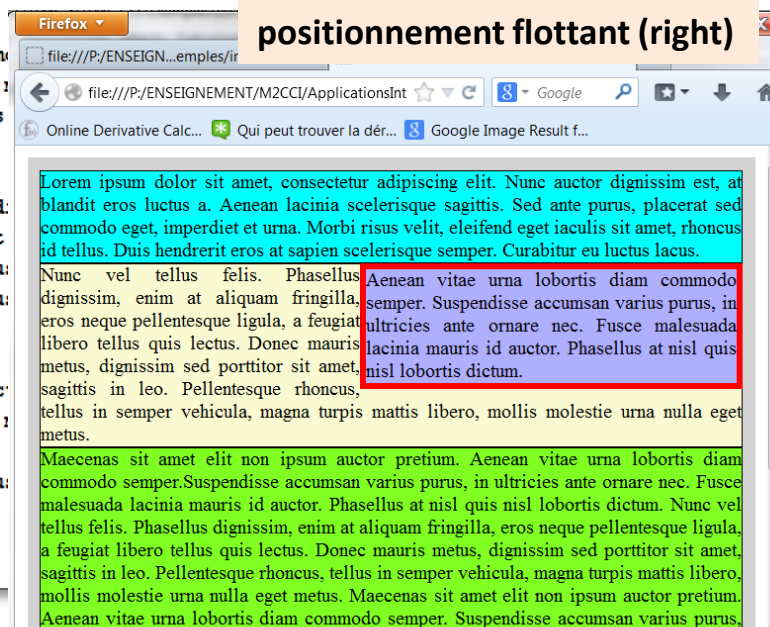 positionnement flottant (right)
Firefox
file:///P:/ENSEIGN...emples/in
file:///P:/ENSEIGNEMENT/M2CCI/ApplicationsInt
Google
Online Derivative Calc... Qui peut trouver la dér... Google Image Result f...
Lorem ipsum dolor sit amet, consectetur adipiscing elit. Nunc auctor dignissim est, at
blandit eros luctus a. Aenean lacinia scelerisque sagittis. Sed ante purus, placerat sed
commodo eget, imperdiet et urna. Morbi risus velit, eleifend eget iaculis sit amet, rhoncus
id tellus. Duis hendrerit eros at sapien scelerisque semper. Curabitur eu luctus lacus.
Nunc vel tellus felis. Phasellus
dignissim, enim at aliquam fringilla,
eros neque pellentesque ligula, a feugiat
libero tellus quis lectus. Donec mauris
metus, dignissim sed porttitor sit amet,
sagittis in leo. Pellentesque rhoncus,
tellus in semper vehicula, magna turpis mattis libero, mollis molestie urna nulla eget
metus.
Aenean vitae urna lobortis diam commodo
semper. Suspendisse accumsan varius purus, in
ultricies ante ornare nec. Fusce malesuada
lacinia mauris id auctor. Phasellus at nisl quis
nisl lobortis dictum.
Maecenas sit amet elit non ipsum auctor pretium. Aenean vitae urna lobortis diam
commodo semper.Suspendisse accumsan varius purus, in ultricies ante ornare nec. Fusce
malesuada lacinia mauris id auctor. Phasellus at nisl quis nisl lobortis dictum. Nunc vel
tellus felis. Phasellus dignissim, enim at aliquam fringilla, eros neque pellentesque ligula,
a feugiat libero tellus quis lectus. Donec mauris metus, dignissim sed porttitor sit amet,
sagittis in leo. Pellentesque rhoncus, tellus in semper vehicula, magna turpis mattis libero,
mollis molestie urna nulla eget metus. Maecenas sit amet elit non ipsum auctor pretium.
Aenean vitae urna lobortis diam commodo semper. Suspendisse accumsan varius purus,